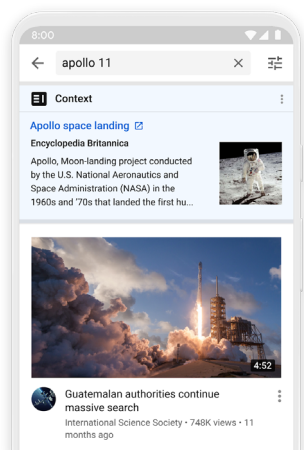 8:00
apollo 11
Context
Apollo space landing
Encyclopedia Britannica
Apollo, Moon-landing project conducted
by the U.S. National Aeronautics and
Space Administration (NASA) in the
1960s and '70s that landed the first hu...
4:52
Guatemalan authorities continue
massive search
International Science Society • 748K views • 11
months ago